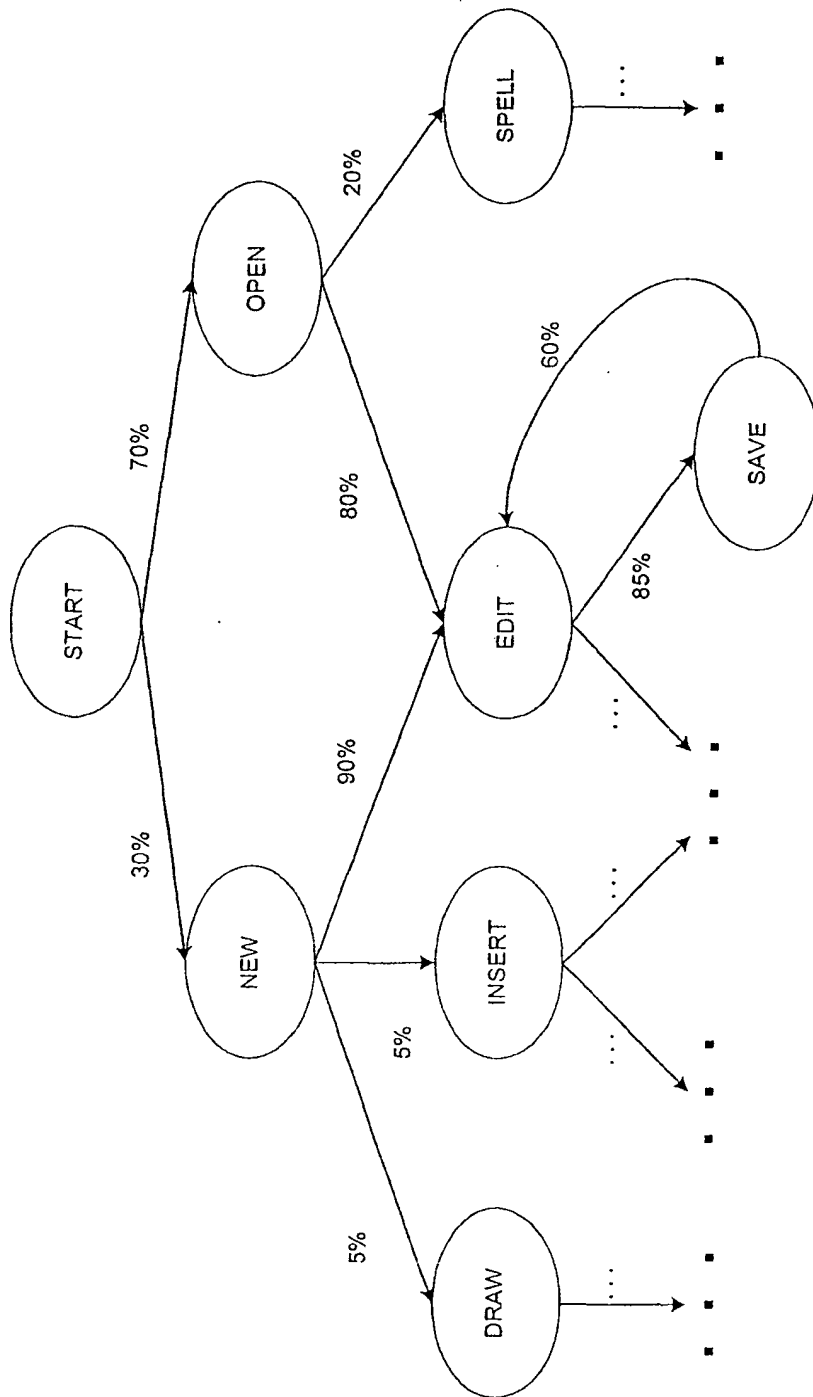 START
30%
70%
NEW
OPEN
5%
5%
90%
80%
20%
DRAW
INSERT
EDIT
SPELL
...
...
...
...
85%
60%
...
...
SAVE